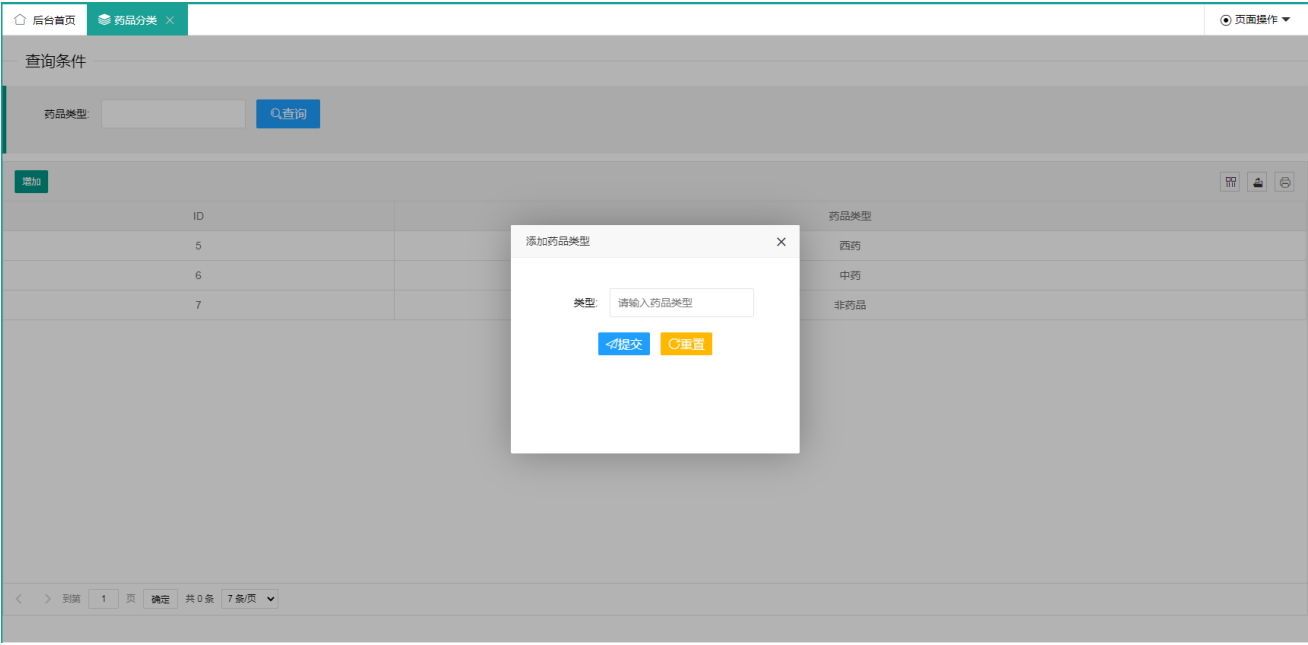 后台首页 药品分类 页面操作
查询条件
药品类型: 查询
增加
ID 药品类型
5 西药
6 中药
7 非药品
添加药品类型
类型: 请输入药品类型
提交 重置
到第 1 页 确定 共 0 条 7 条/页